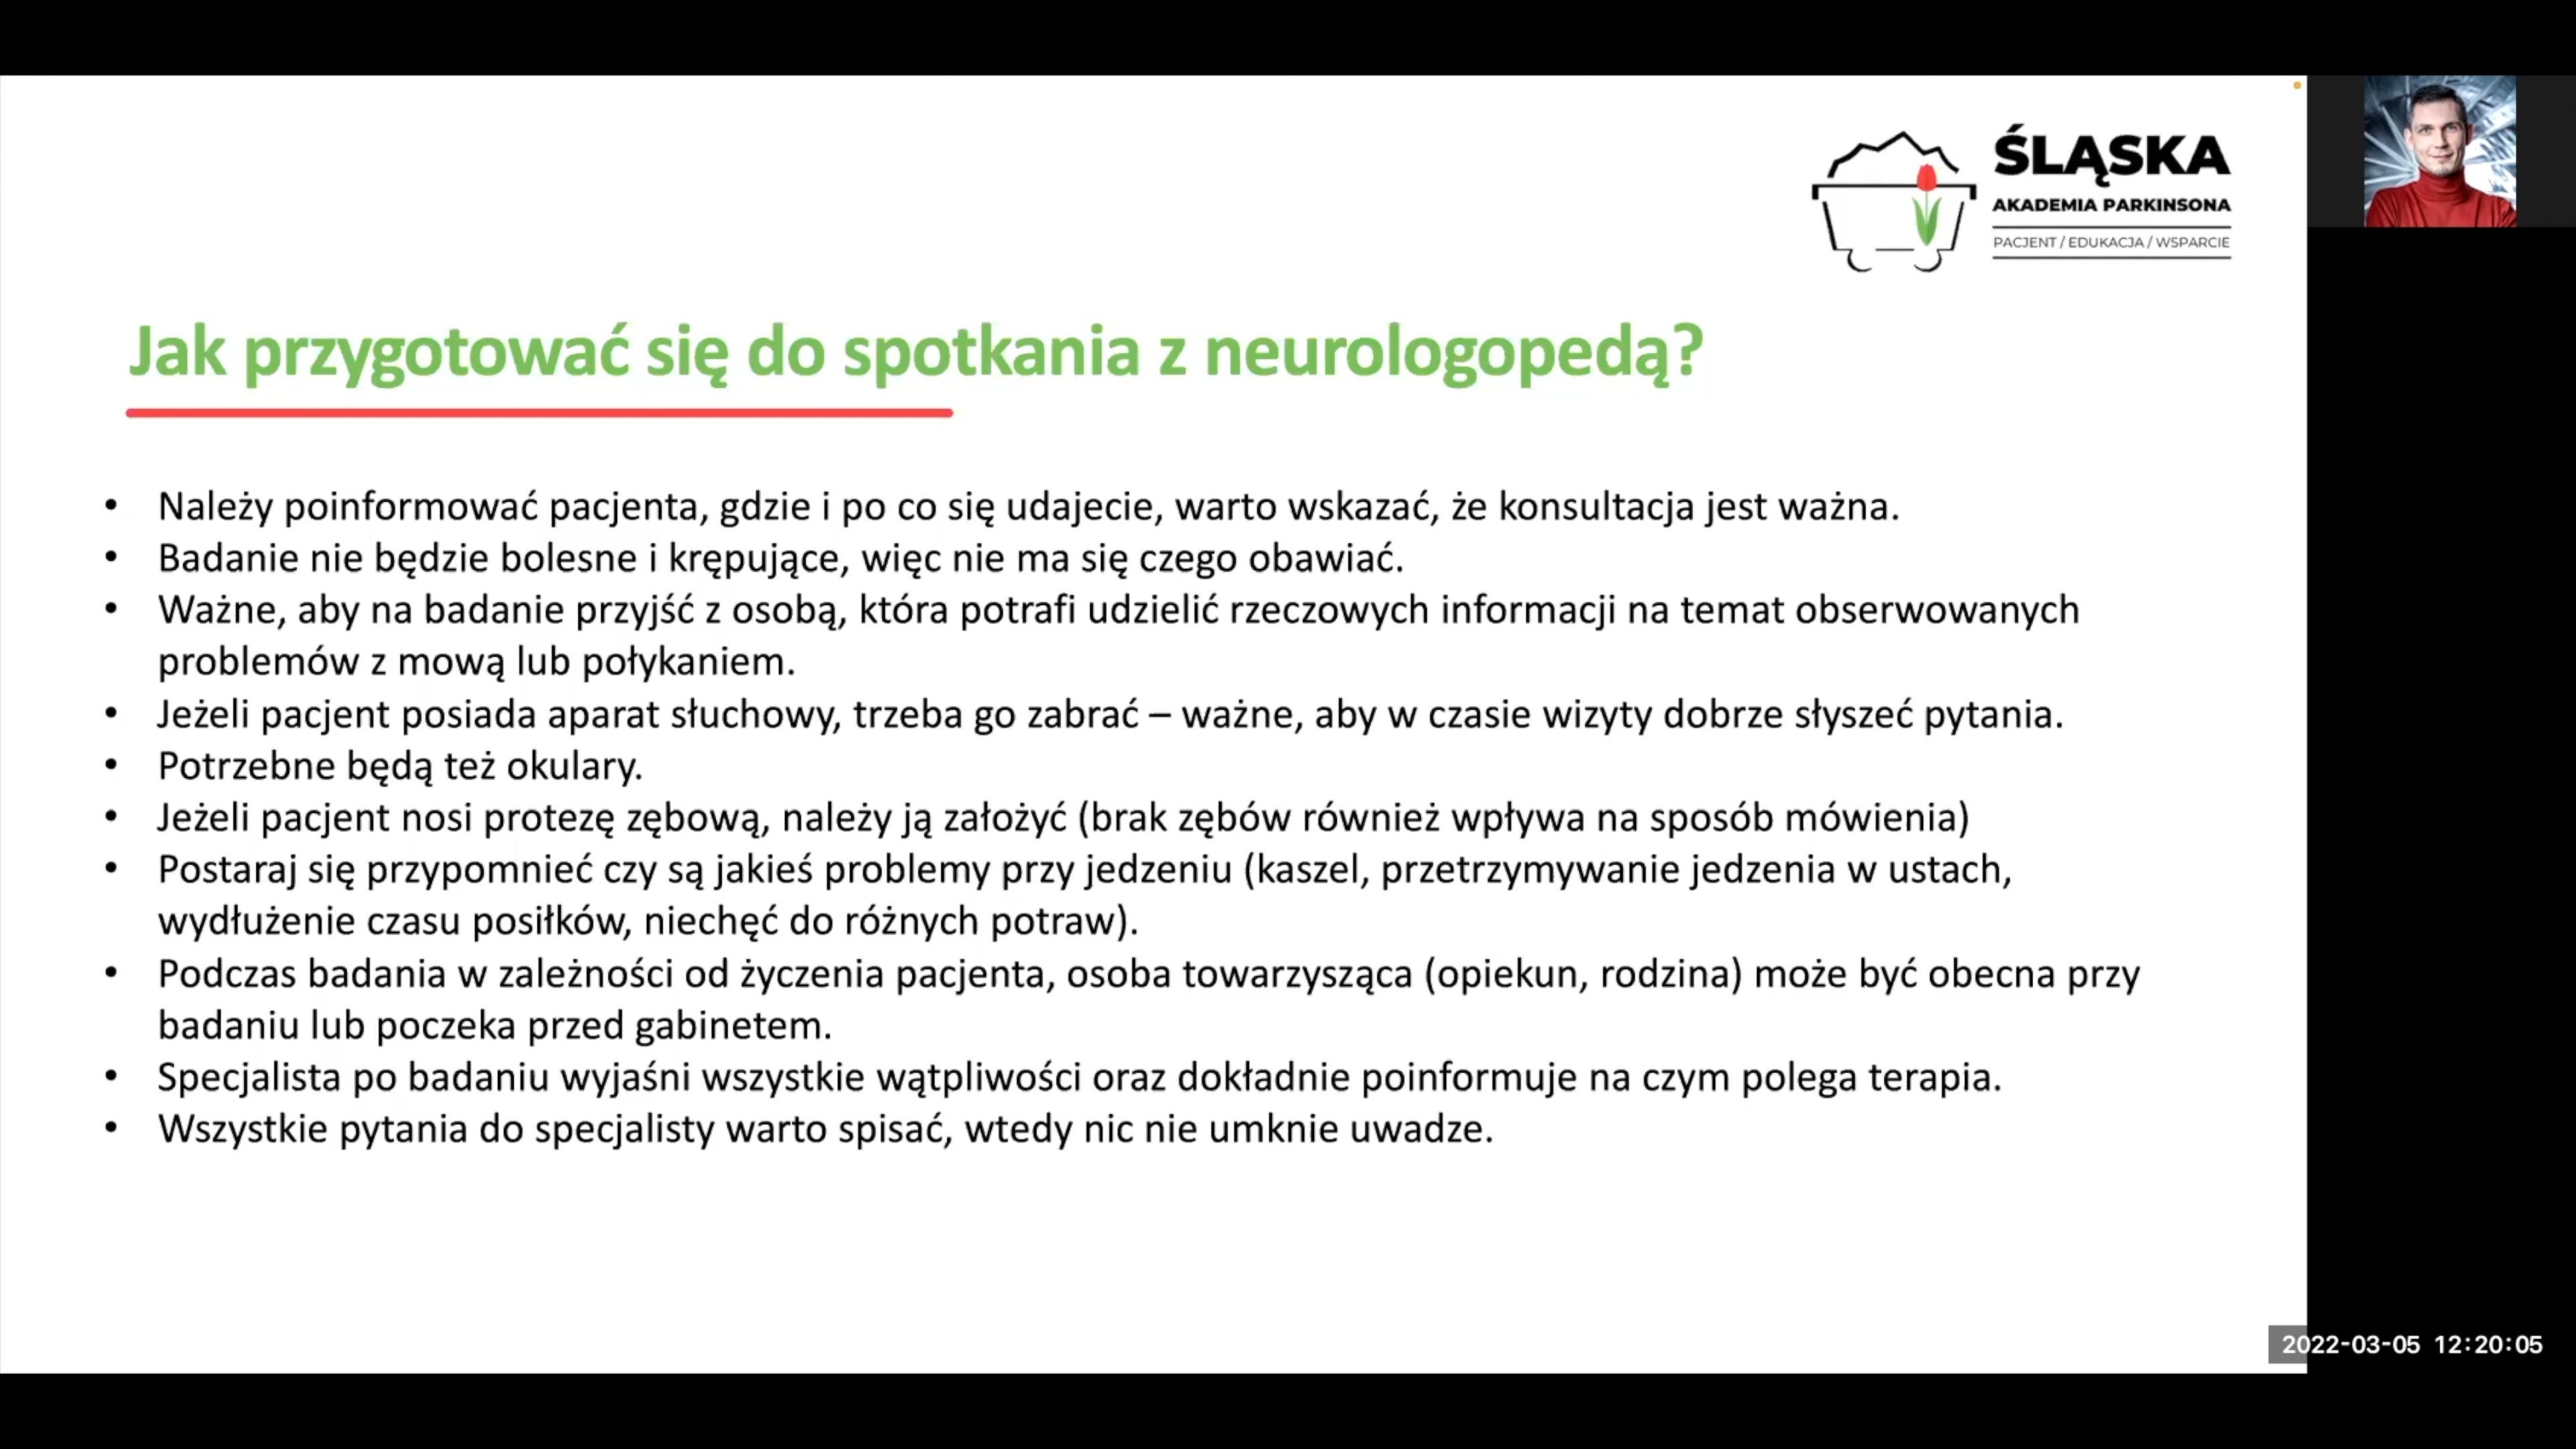 ŚLĄSKA
AKADEMIA PARKINSONA
PACJENT / EDUKACJA / WSPARCIE
Jak przygotować się do spotkania z neurologopedą?
• Należy poinformować pacjenta, gdzie i po co się udajecie, warto wskazać, że konsultacja jest ważna.
• Badanie nie będzie bolesne i krępujące, więc nie ma się czego obawiać.
• Ważne, aby na badanie przyjść z osobą, która potrafi udzielić rzeczowych informacji na temat obserwowanych
problemów z mową lub połykaniem.
• Jeżeli pacjent posiada aparat słuchowy, trzeba go zabrać – ważne, aby w czasie wizyty dobrze słyszeć pytania.
• Potrzebne będą też okulary.
• Jeżeli pacjent nosi protezę zębową, należy ją założyć (brak zębów również wpływa na sposób mówienia)
• Postaraj się przypomnieć czy są jakieś problemy przy jedzeniu (kaszel, przetrzymywanie jedzenia w ustach,
wydłużenie czasu posiłków, niechęć do różnych potraw).
• Podczas badania w zależności od życzenia pacjenta, osoba towarzysząca (opiekun, rodzina) może być obecna przy
badaniu lub poczeka przed gabinetem.
• Specjalista po badaniu wyjaśni wszystkie wątpliwości oraz dokładnie poinformuje na czym polega terapia.
• Wszystkie pytania do specjalisty warto spisać, wtedy nic nie umknie uwadze.
2022-03-05 12:20:05